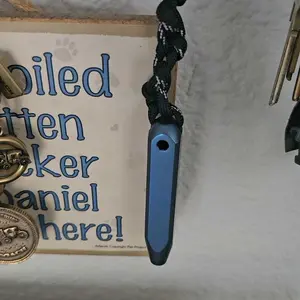 oiled
tten
cker
paniel
here!